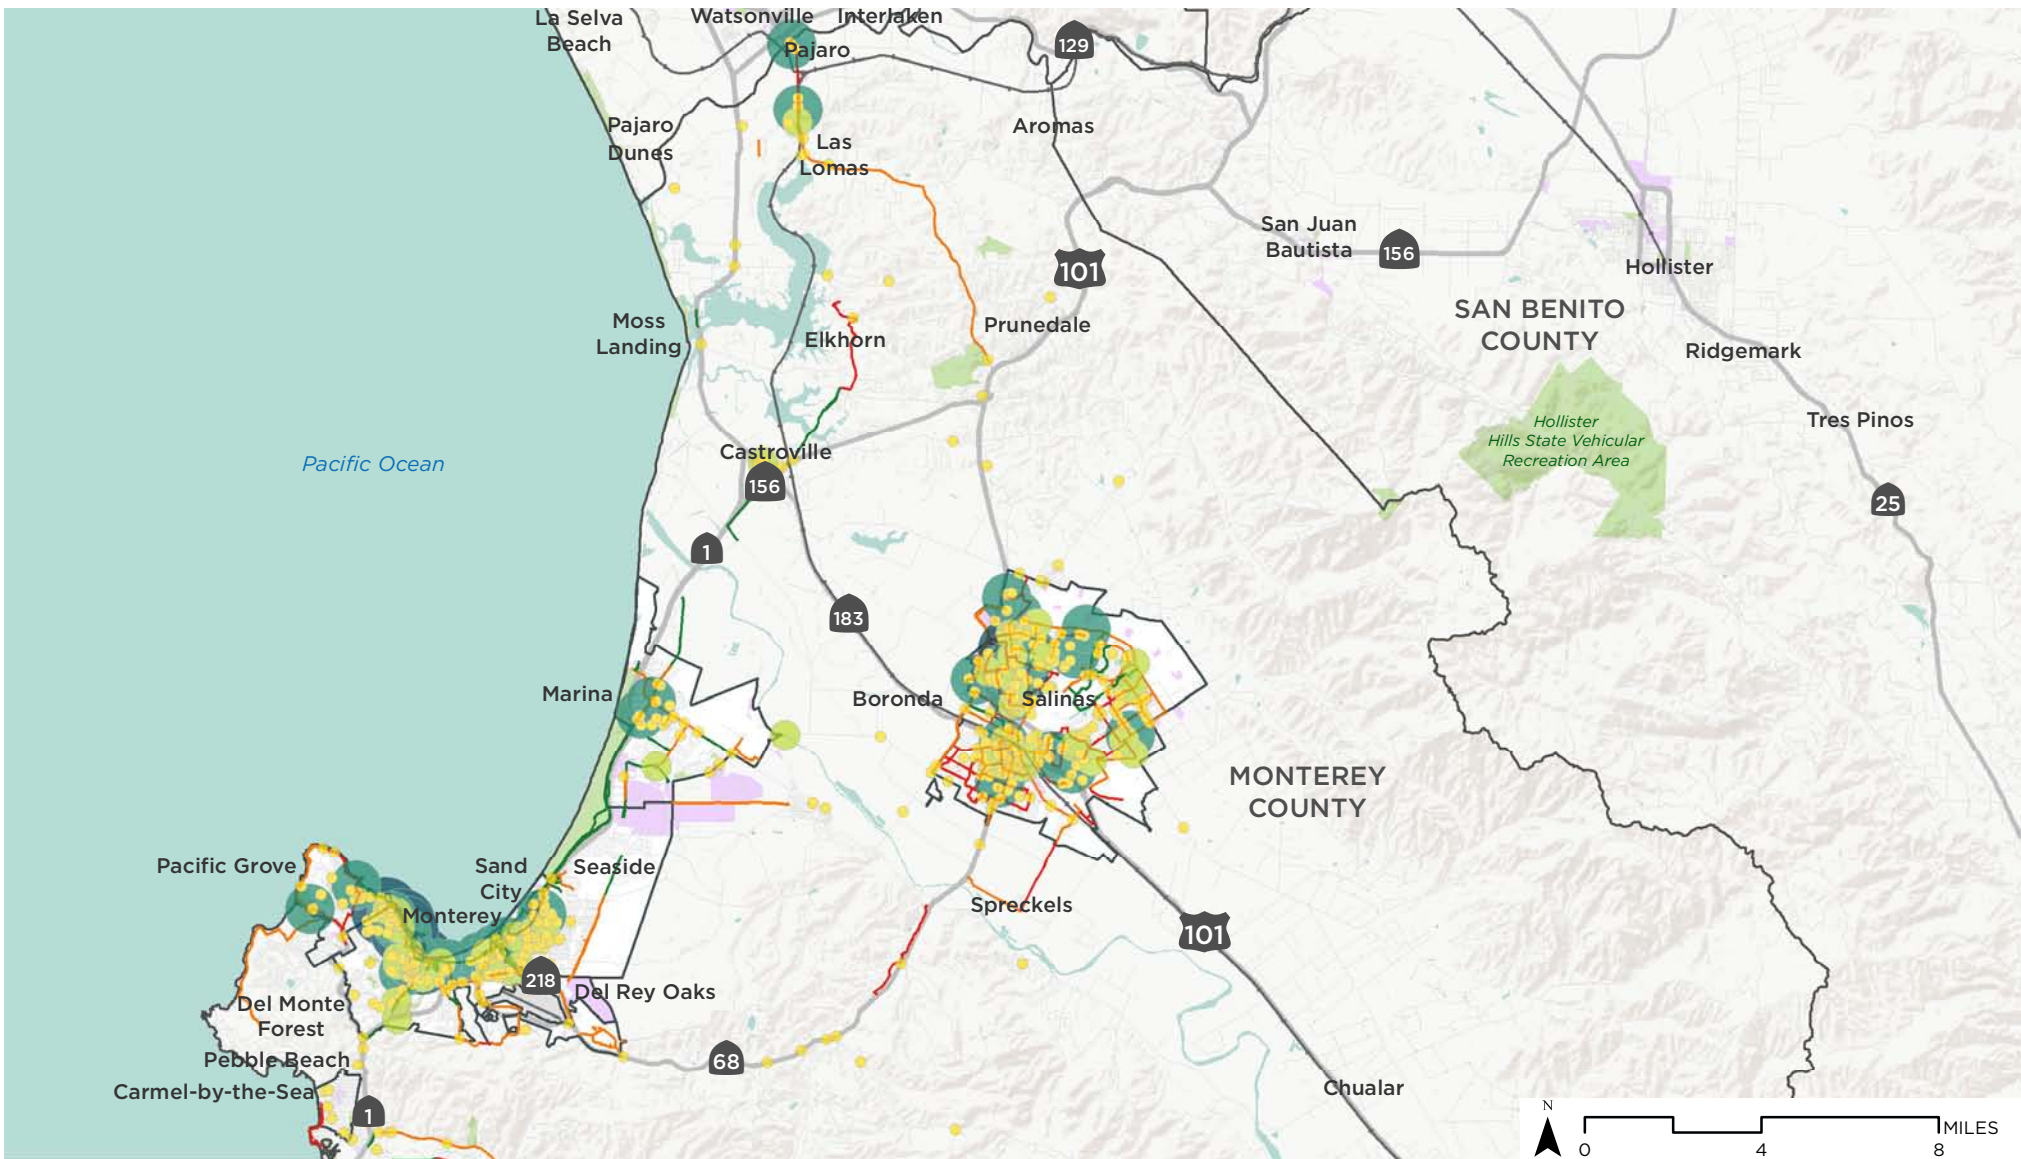 La Selva
Beach
Watsonville
Interlaken
Pajaro
129
Pajaro
Dunes
Las
Lomas
Aromas
San Juan
Bautista
156
101
Hollister
Moss
Landing
Elkhorn
Prunedale
SAN BENITO
COUNTY
Ridgemark
Tres Pinos
Hollister
Hills State Vehicular
Recreation Area
Pacific Ocean
Castroville
156
25
1
183
Marina
Boronda
Salinas
MONTEREY
COUNTY
Pacific Grove
Sand
City
Seaside
Monterey
Spreckels
101
218
Del Rey Oaks
Del Monte
Forest
Pebble Beach
68
Carmel-by-the-Sea
1
Chualar
N
MILES
0 4 8